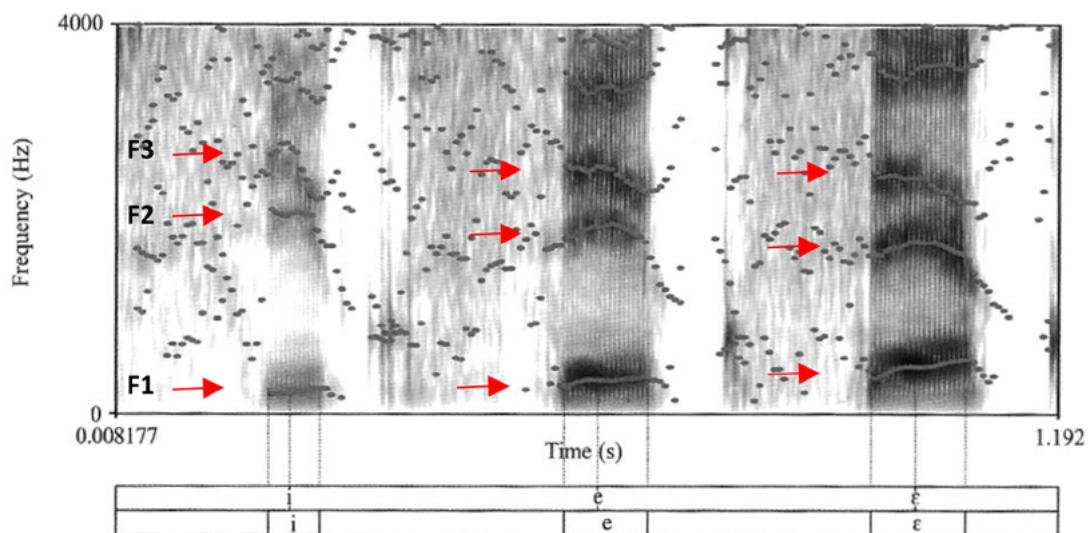 4000
F3
F2
Frequency (Hz)
F1
0
0.008177
Time (s)
1.192
i e ɛ
i e ɛ